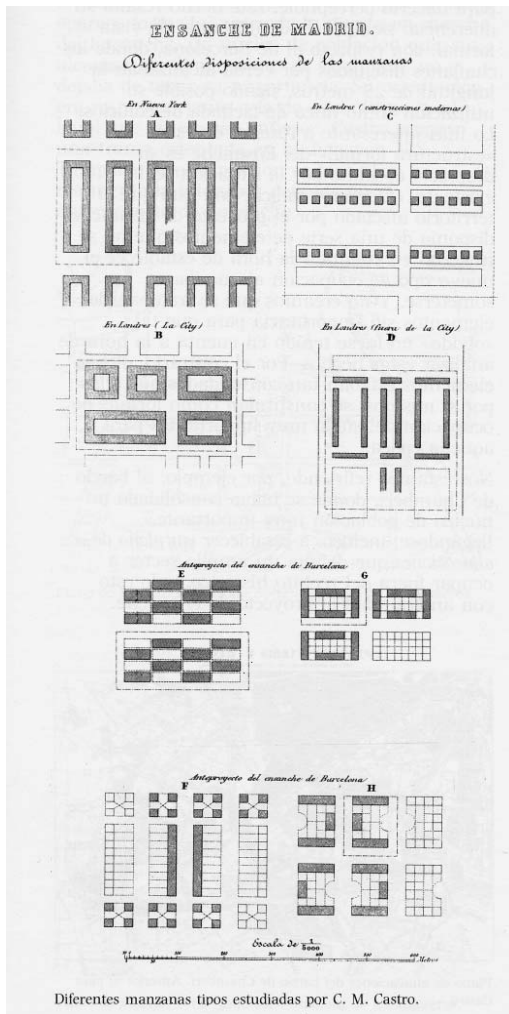 ENSANCHE DE MADRID.
Diferentes disposiciones de las manzanas
En Nueva York
A
En Londres (construcciones modernas)
C
En Londres (La City)
B
En Londres (fuera de la City)
D
Anteproyecto del ensanche de Barcelona
E
G
Anteproyecto del ensanche de Barcelona
F
H
Escala de 1/5000
Metros
Diferentes manzanas tipos estudiadas por C. M. Castro.